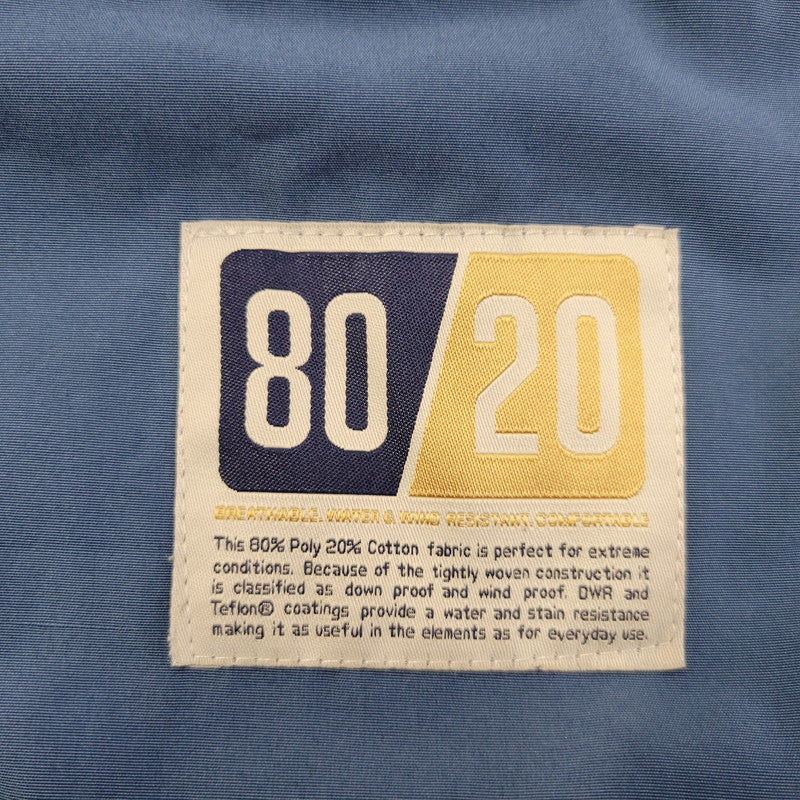 80 20
BREATHABLE. WATER & WIND RESISTANT. COMFORTABLE
This 80% Poly 20% Cotton fabric is perfect for extreme
conditions. Because of the tightly woven construction it
is classified as down proof and wind proof. DWR and
Teflon® coatings provide a water and stain resistance
making it as useful in the elements as for everyday use.